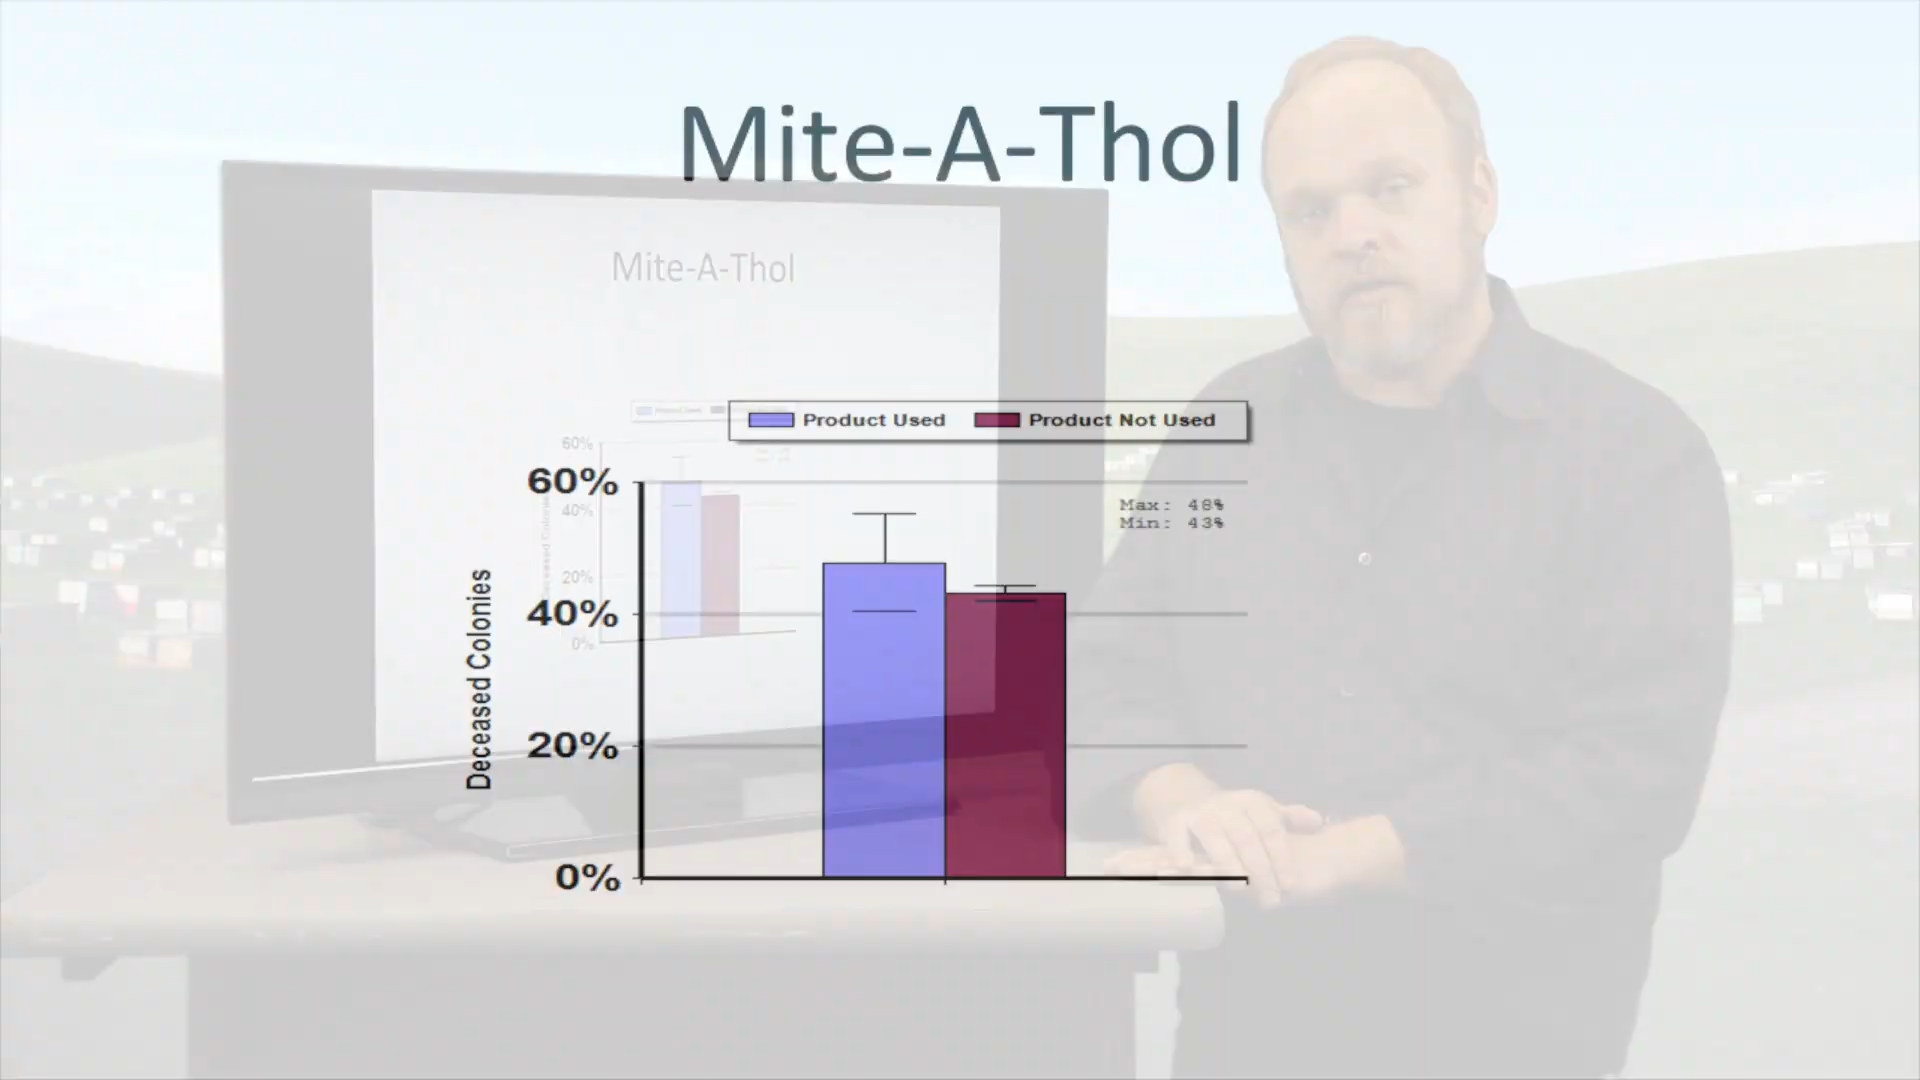 Mite-A-Thol
Mite-A-Thol
Product Used
Product Not Used
60%
Max: 48%
Min: 43%
40%
20%
0%
Deceased Colonies
60%
40%
20%
0%